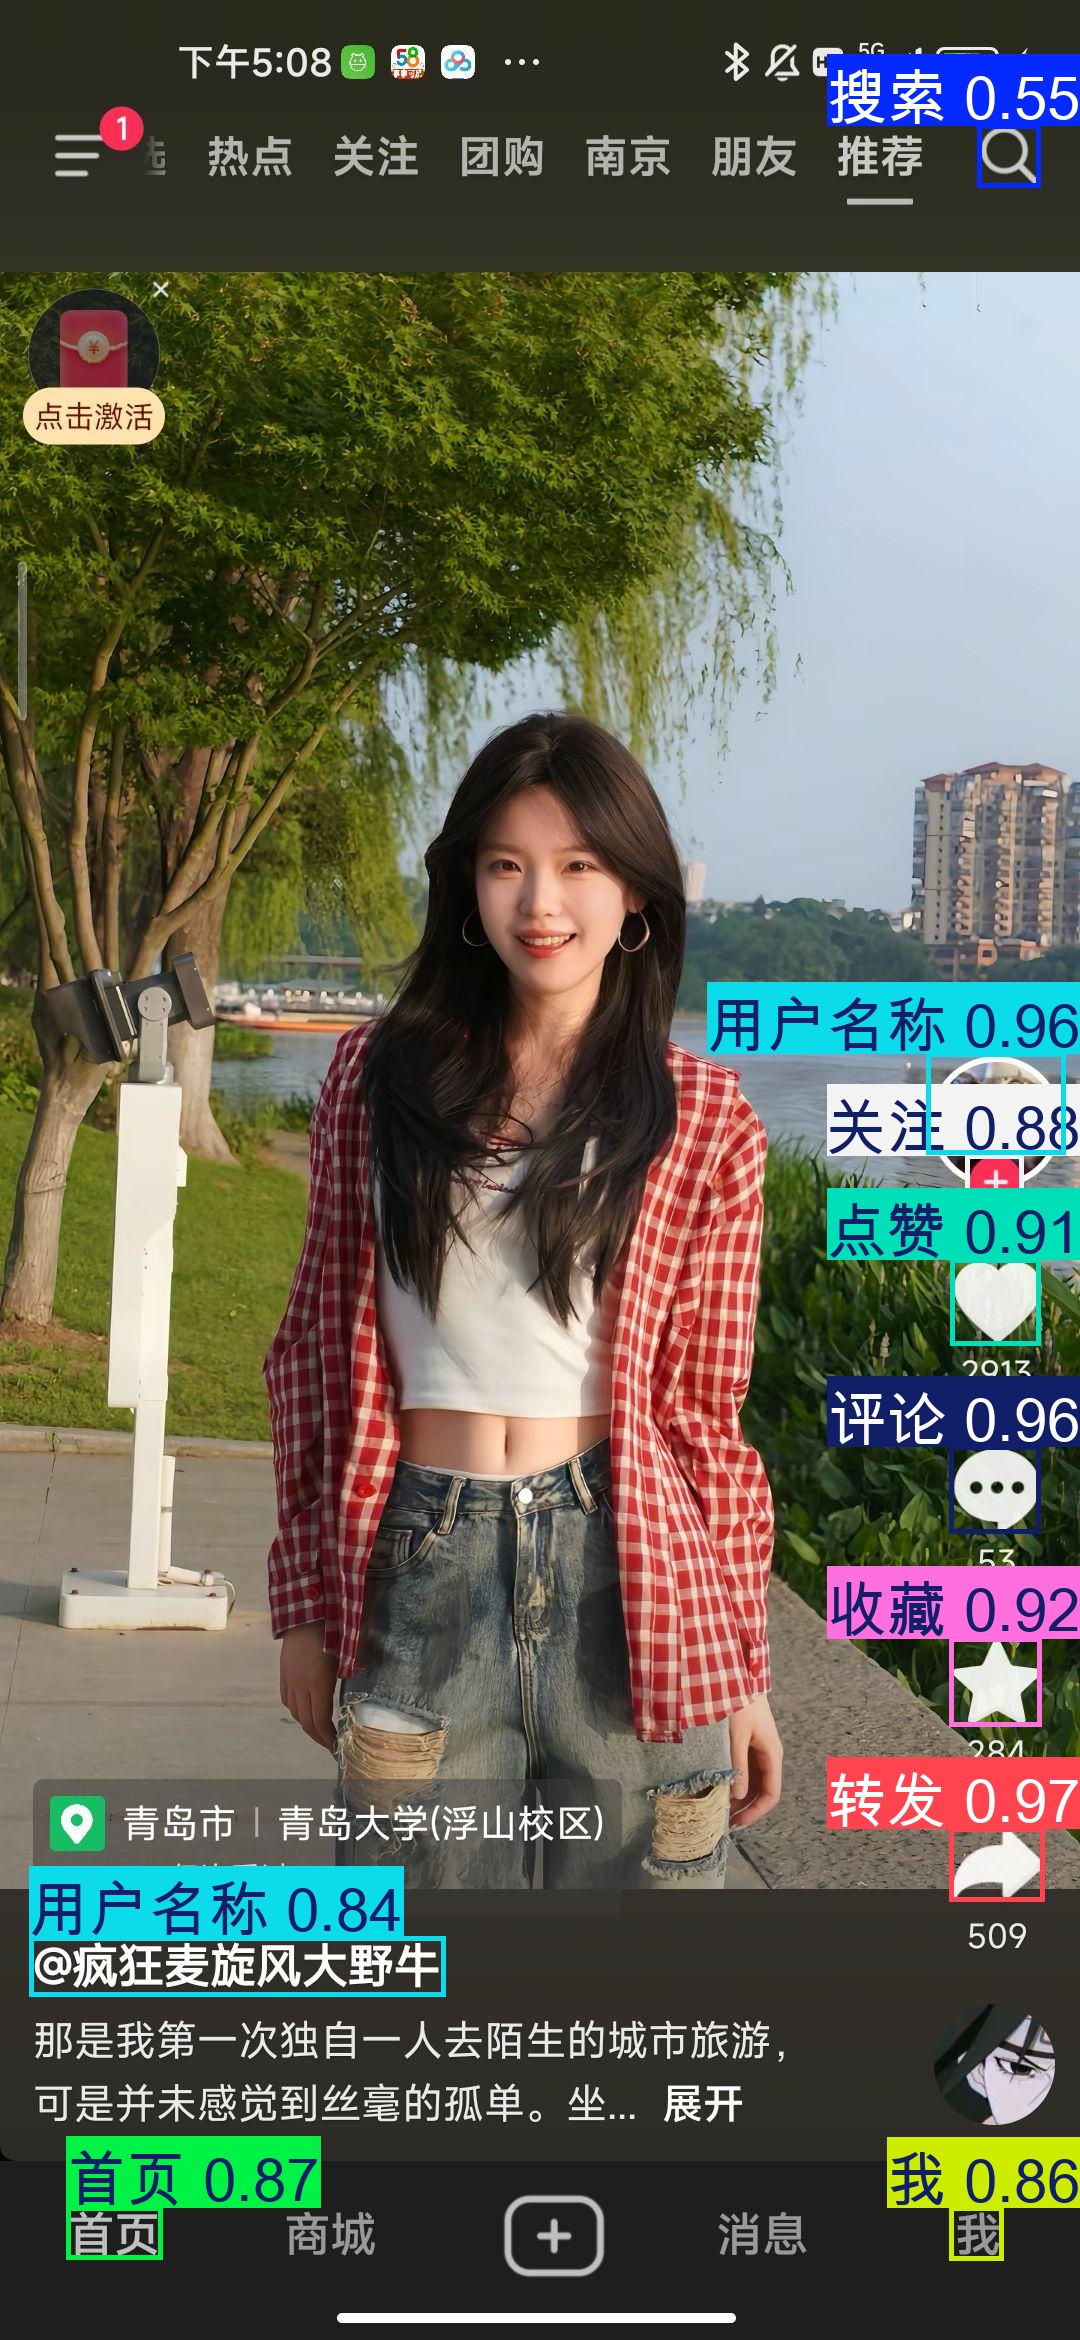 下午5:08
58
5G
搜索 0.55
1
热点 关注 团购 南京 朋友 推荐
点击激活
用户名称 0.96
关注 0.88
点赞 0.91
2913
评论 0.96
53
收藏 0.92
284
转发 0.97
青岛市 | 青岛大学(浮山校区)
用户名称 0.84
509
@疯狂麦旋风大野牛
那是我第一次独自一人去陌生的城市旅游，
可是并未感觉到丝毫的孤单。坐... 展开
首页 0.87
我 0.86
首页 商城 消息 我